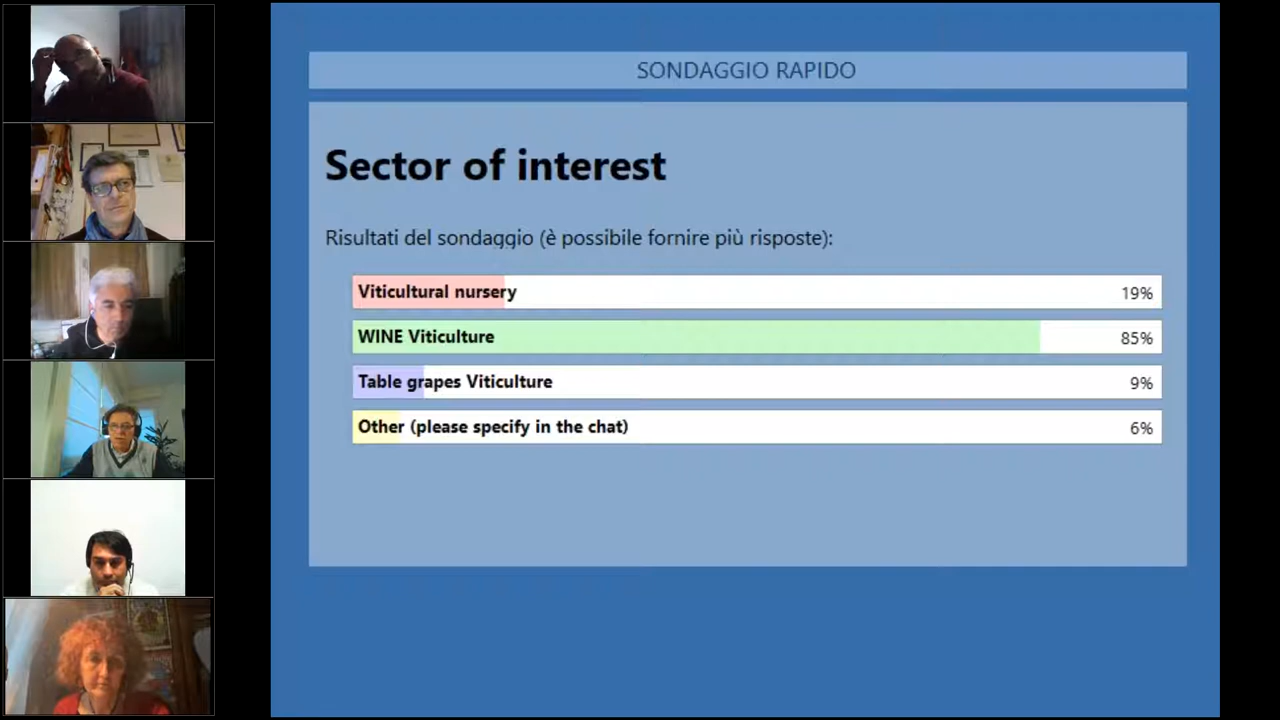 SONDAGGIO RAPIDO
Sector of interest
Risultati del sondaggio (è possibile fornire più risposte):
Viticultural nursery 19%
WINE Viticulture 85%
Table grapes Viticulture 9%
Other (please specify in the chat) 6%